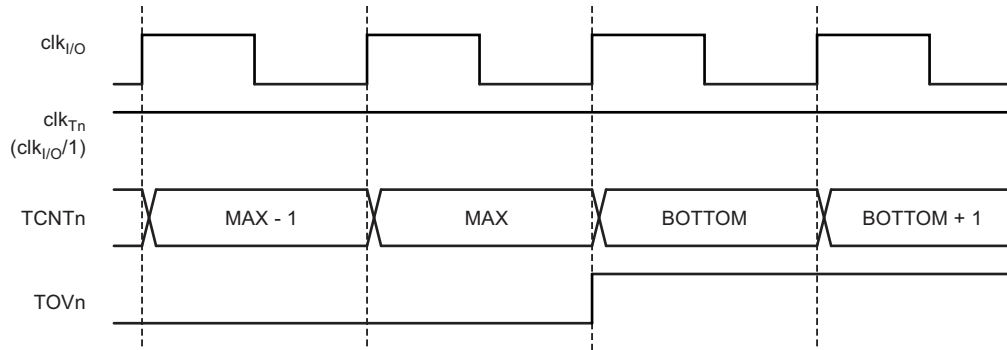 clkI/O
clkTn
(clkI/O/1)
TCNTn MAX - 1 MAX BOTTOM BOTTOM + 1
TOVn